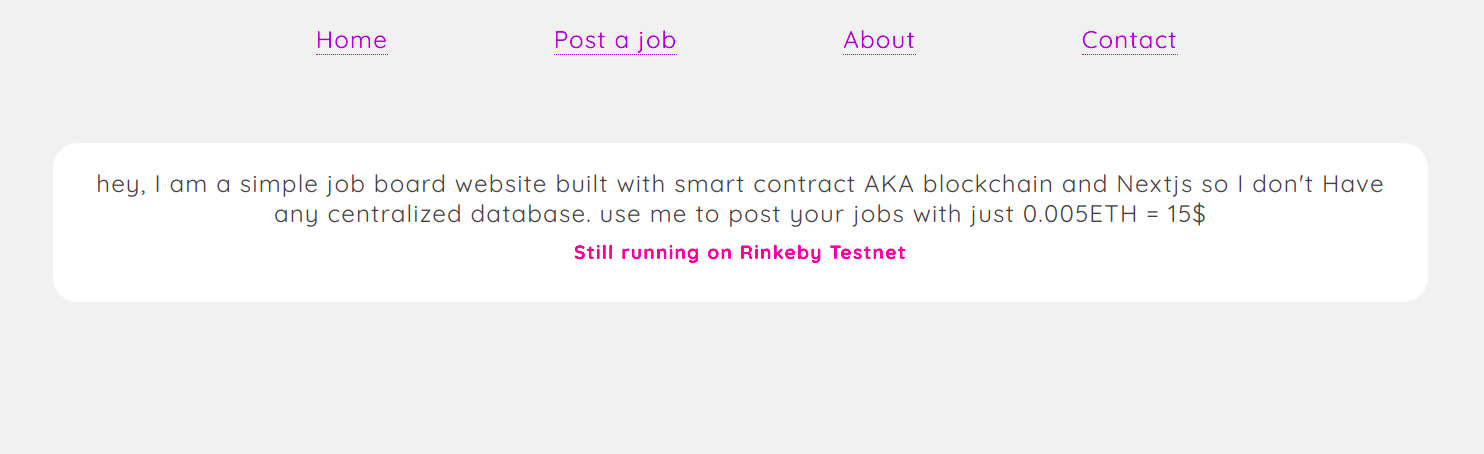 Home Post a job About Contact
hey, I am a simple job board website built with smart contract AKA blockchain and Nextjs so I don't Have
any centralized database. use me to post your jobs with just 0.005ETH = 15$
Still running on Rinkeby Testnet